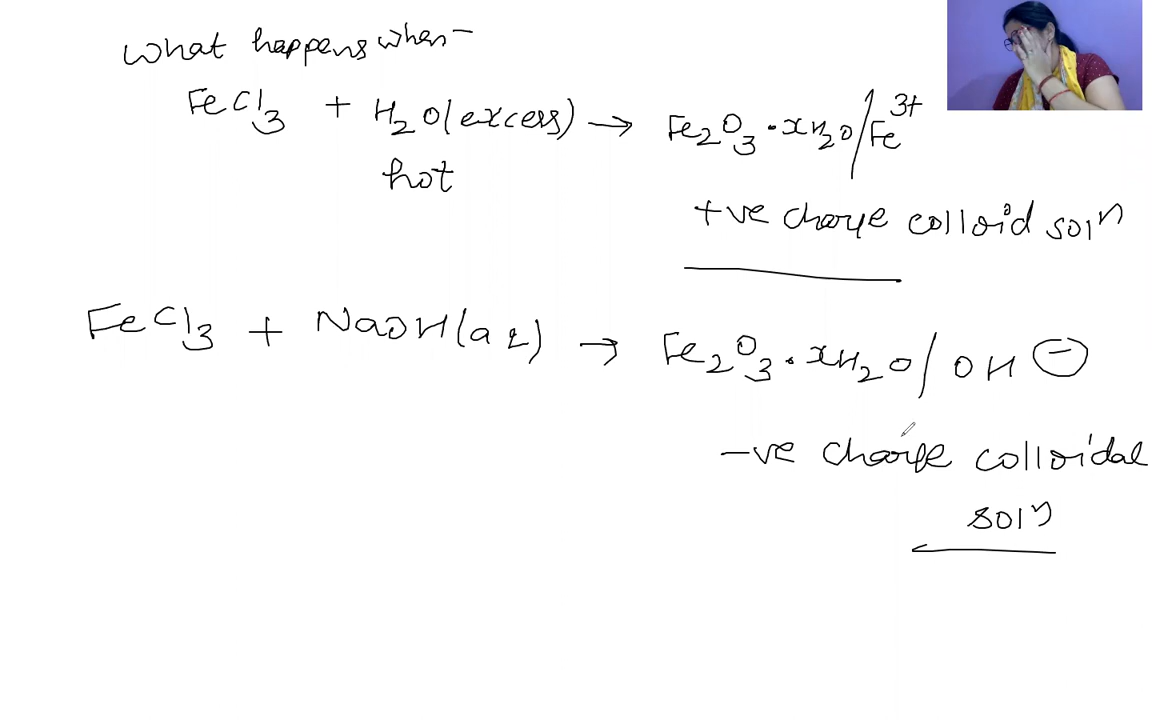 What happens when-
FeCl3 + H2O(excess) → Fe2O3·xH2O/Fe3+
hot
+ve charge colloid soln
FeCl3 + NaOH(aq) → Fe2O3·xH2O/OH⊖
-ve charge colloidal
soln